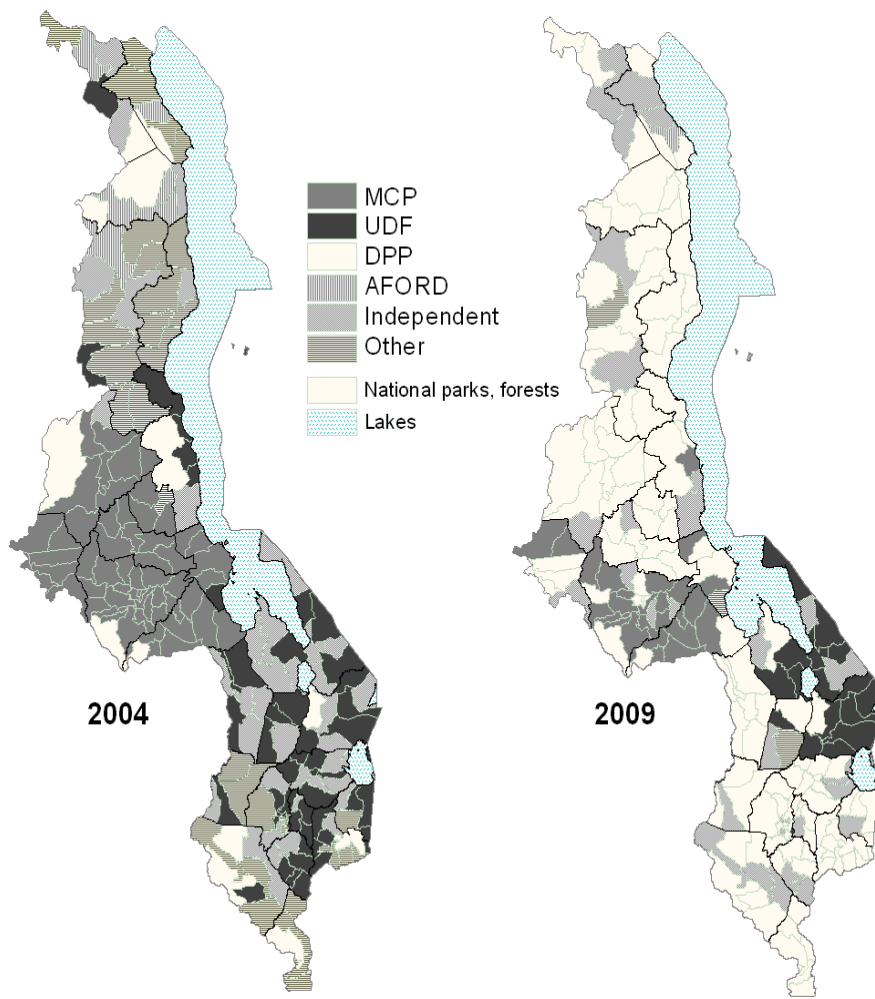 MCP
UDF
DPP
AFORD
Independent
Other
National parks, forests
Lakes
2004
2009